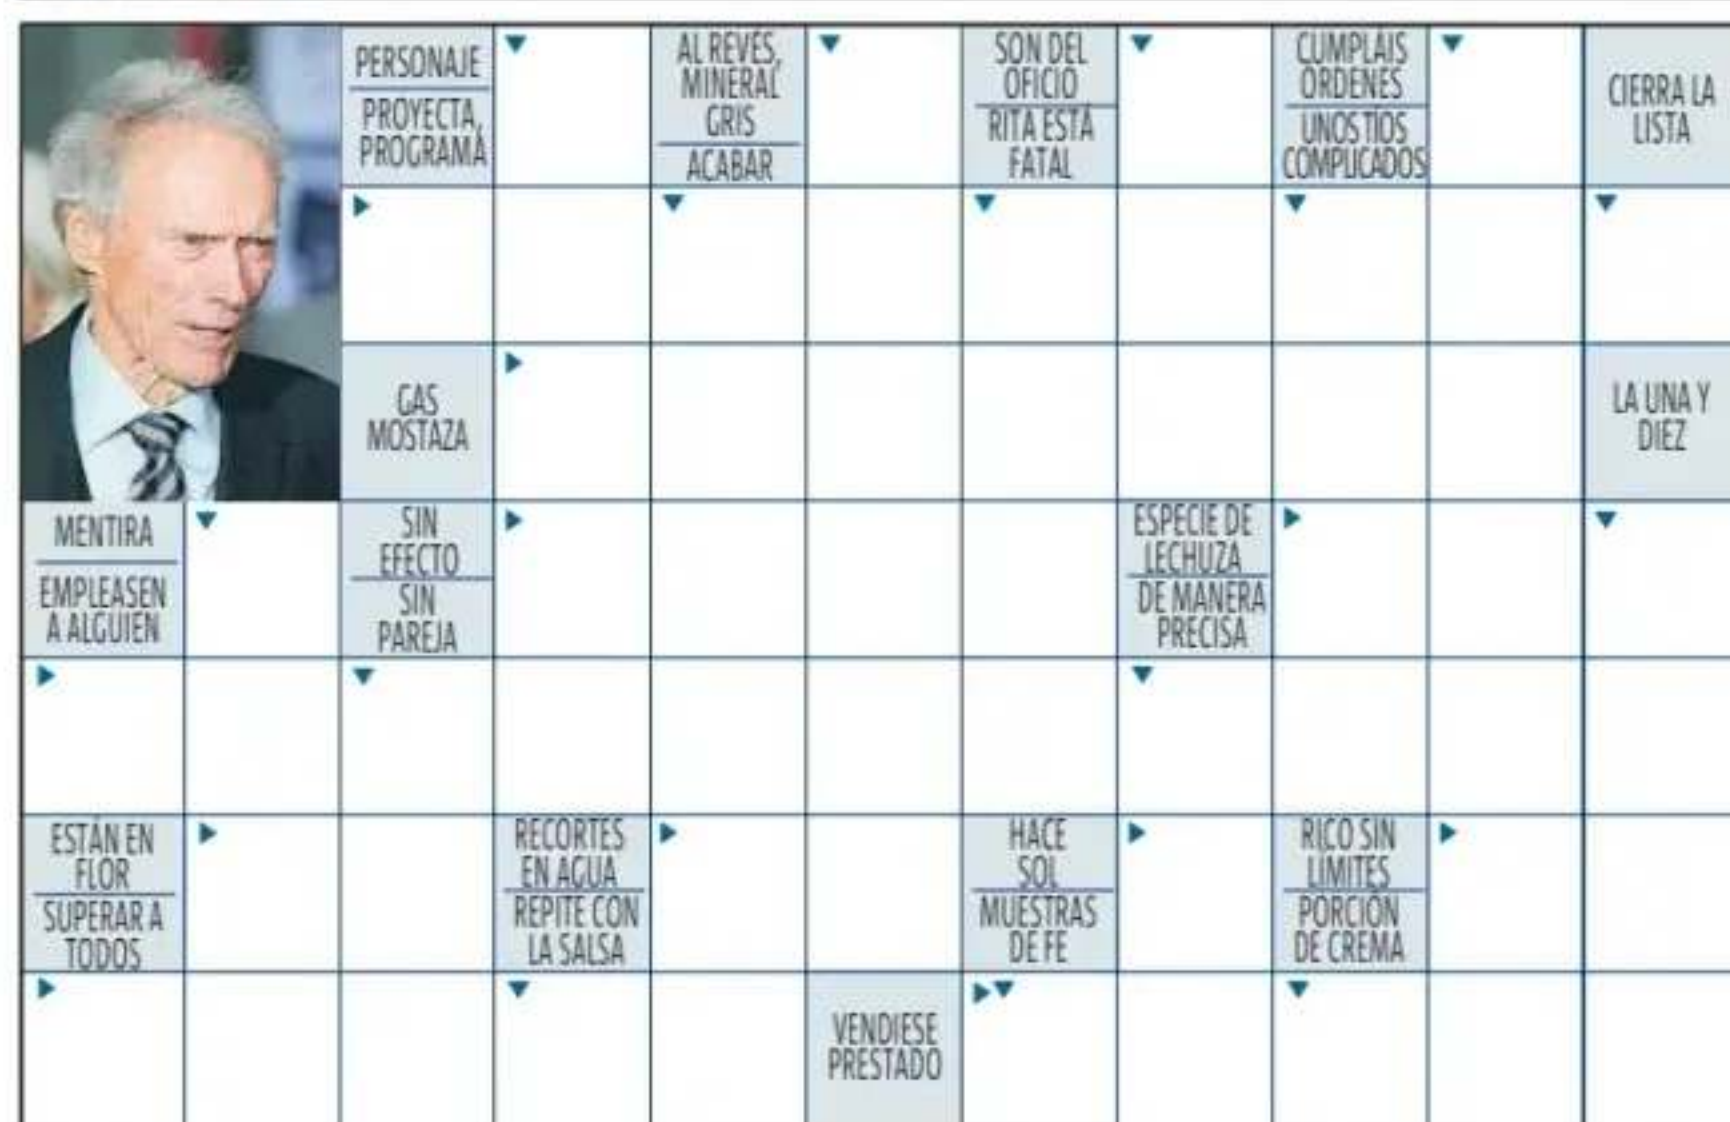 PERSONAJE
PROYECTA,
PROGRAMA
AL REVÉS,
MINERAL
GRIS
ACABAR
SON DEL
OFICIO
RITA ESTÁ
FATAL
CUMPLÁIS
ÓRDENES
UNOS TÍOS
COMPLICADOS
CIERRA LA
LISTA
GAS
MOSTAZA
LA UNA Y
DIEZ
MENTIRA
EMPLEASEN
A ALGUIEN
SIN
EFECTO
SIN
PAREJA
ESPECIE DE
LECHUZA
DE MANERA
PRECISA
ESTÁN EN
FLOR
SUPERAR A
TODOS
RECORTES
EN AGUA
REPITE CON
LA SALSA
HACE
SOL
MUESTRAS
DE FE
RICO SIN
LÍMITES
PORCIÓN
DE CREMA
VENDIESE
PRESTADO